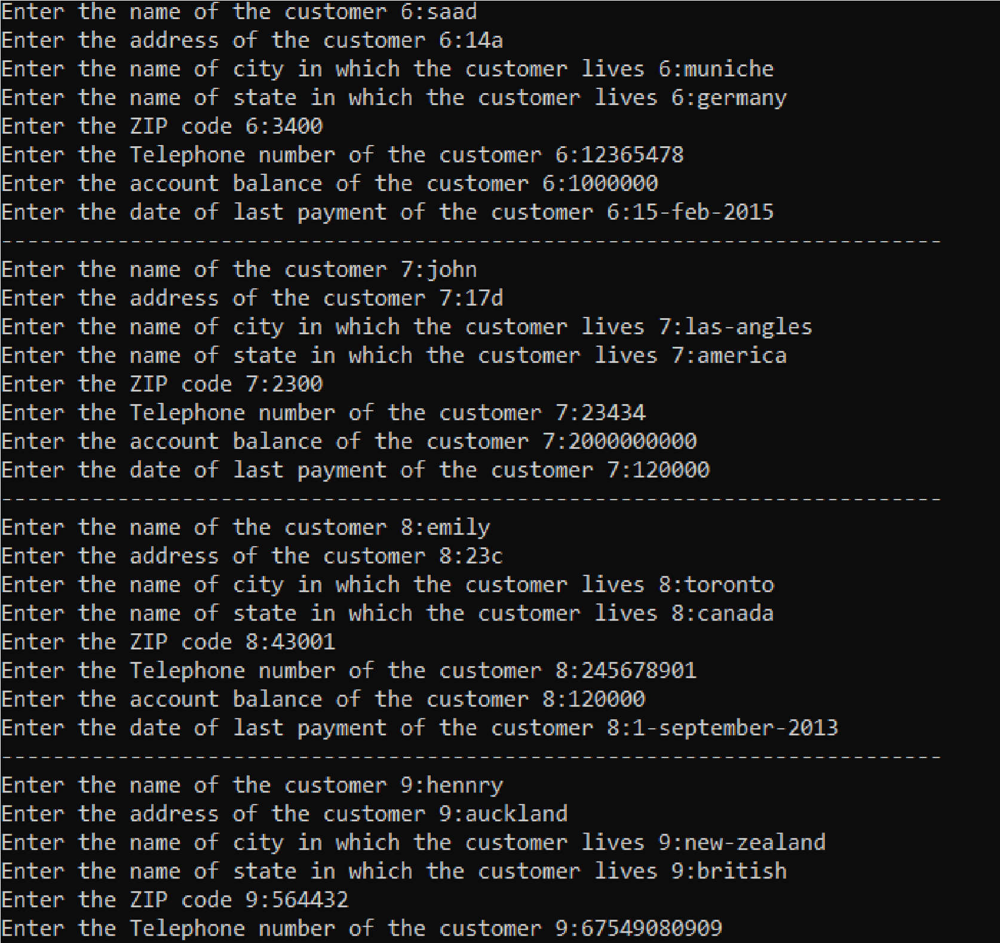 Enter the name of the customer 6:saad
Enter the address of the customer 6:14a
Enter the name of city in which the customer lives 6:muniche
Enter the name of state in which the customer lives 6:germany
Enter the ZIP code 6:3400
Enter the Telephone number of the customer 6:12365478
Enter the account balance of the customer 6:1000000
Enter the date of last payment of the customer 6:15-feb-2015
-------------------------------------------------------------------------
Enter the name of the customer 7:john
Enter the address of the customer 7:17d
Enter the name of city in which the customer lives 7:las-angles
Enter the name of state in which the customer lives 7:america
Enter the ZIP code 7:2300
Enter the Telephone number of the customer 7:23434
Enter the account balance of the customer 7:2000000000
Enter the date of last payment of the customer 7:120000
-------------------------------------------------------------------------
Enter the name of the customer 8:emily
Enter the address of the customer 8:23c
Enter the name of city in which the customer lives 8:toronto
Enter the name of state in which the customer lives 8:canada
Enter the ZIP code 8:43001
Enter the Telephone number of the customer 8:245678901
Enter the account balance of the customer 8:120000
Enter the date of last payment of the customer 8:1-september-2013
-------------------------------------------------------------------------
Enter the name of the customer 9:hennry
Enter the address of the customer 9:auckland
Enter the name of city in which the customer lives 9:new-zealand
Enter the name of state in which the customer lives 9:british
Enter the ZIP code 9:564432
Enter the Telephone number of the customer 9:67549080909